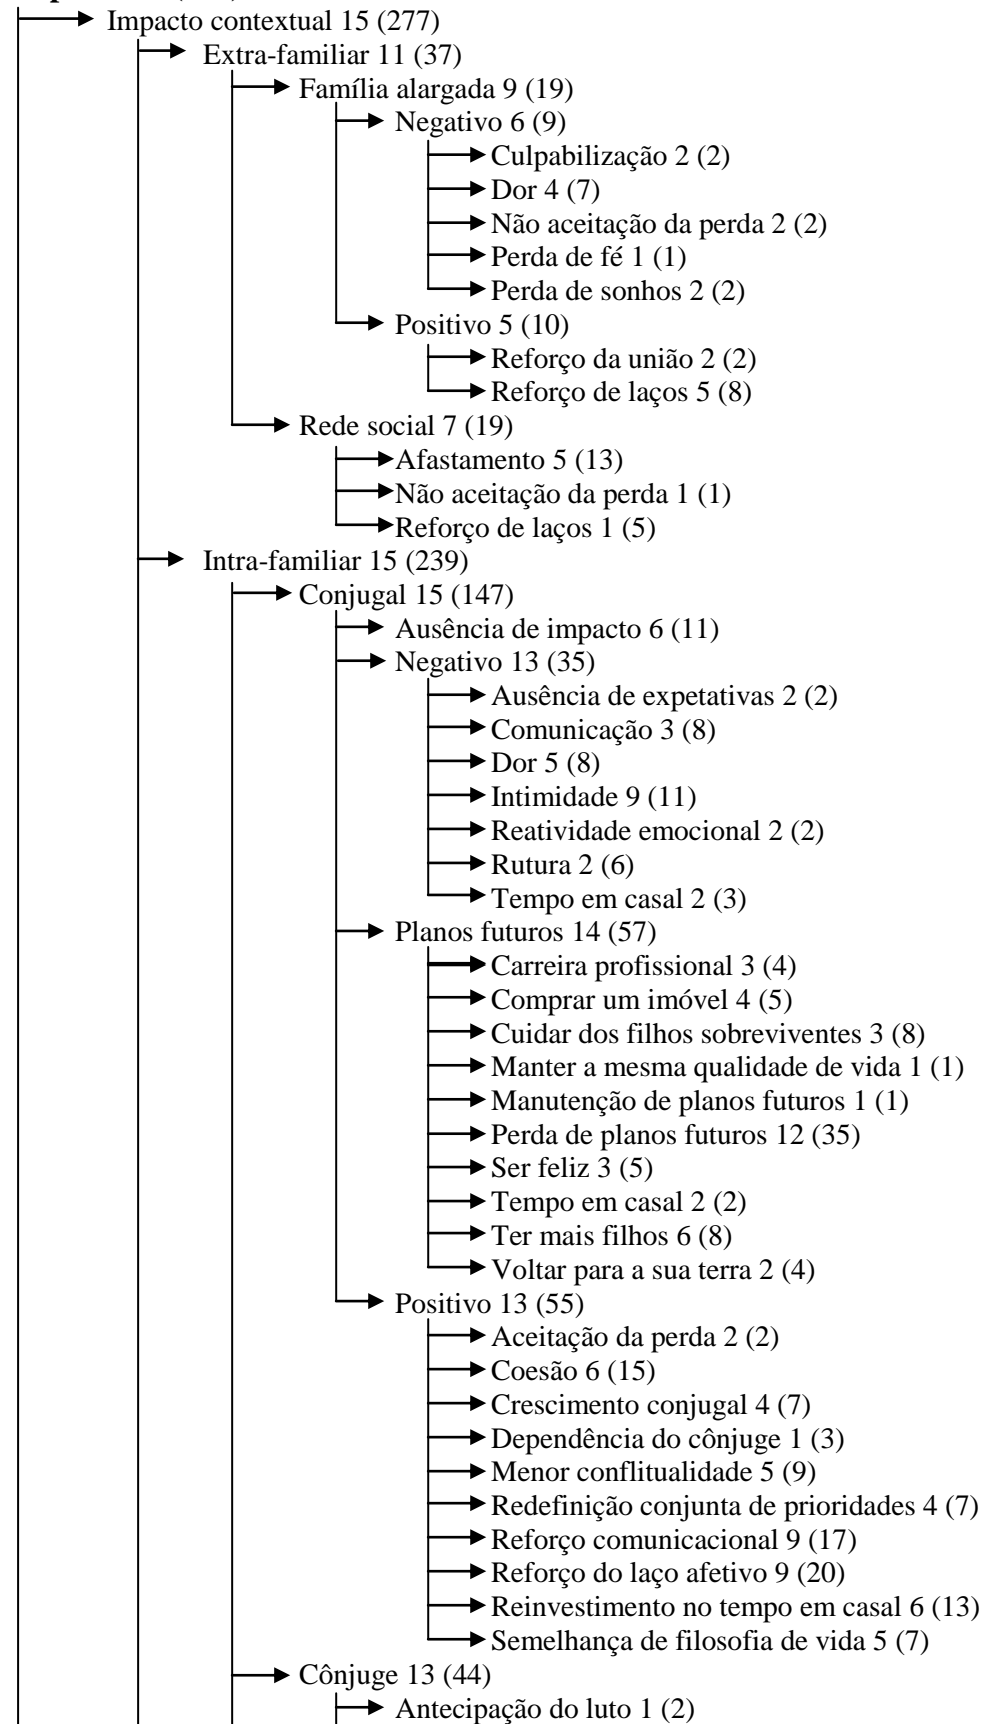 Impacto contextual 15 (277)
Extra-familiar 11 (37)
Família alargada 9 (19)
Negativo 6 (9)
Culpabilização 2 (2)
Dor 4 (7)
Não aceitação da perda 2 (2)
Perda de fé 1 (1)
Perda de sonhos 2 (2)
Positivo 5 (10)
Reforço da união 2 (2)
Reforço de laços 5 (8)
Rede social 7 (19)
Afastamento 5 (13)
Não aceitação da perda 1 (1)
Reforço de laços 1 (5)
Intra-familiar 15 (239)
Conjugal 15 (147)
Ausência de impacto 6 (11)
Negativo 13 (35)
Ausência de expetativas 2 (2)
Comunicação 3 (8)
Dor 5 (8)
Intimidade 9 (11)
Reatividade emocional 2 (2)
Rutura 2 (6)
Tempo em casal 2 (3)
Planos futuros 14 (57)
Carreira profissional 3 (4)
Comprar um imóvel 4 (5)
Cuidar dos filhos sobreviventes 3 (8)
Manter a mesma qualidade de vida 1 (1)
Manutenção de planos futuros 1 (1)
Perda de planos futuros 12 (35)
Ser feliz 3 (5)
Tempo em casal 2 (2)
Ter mais filhos 6 (8)
Voltar para a sua terra 2 (4)
Positivo 13 (55)
Aceitação da perda 2 (2)
Coesão 6 (15)
Crescimento conjugal 4 (7)
Dependência do cônjuge 1 (3)
Menor conflitualidade 5 (9)
Redefinição conjunta de prioridades 4 (7)
Reforço comunicacional 9 (17)
Reforço do laço afetivo 9 (20)
Reinvestimento no tempo em casal 6 (13)
Semelhança de filosofia de vida 5 (7)
Cônjuge 13 (44)
Antecipação do luto 1 (2)